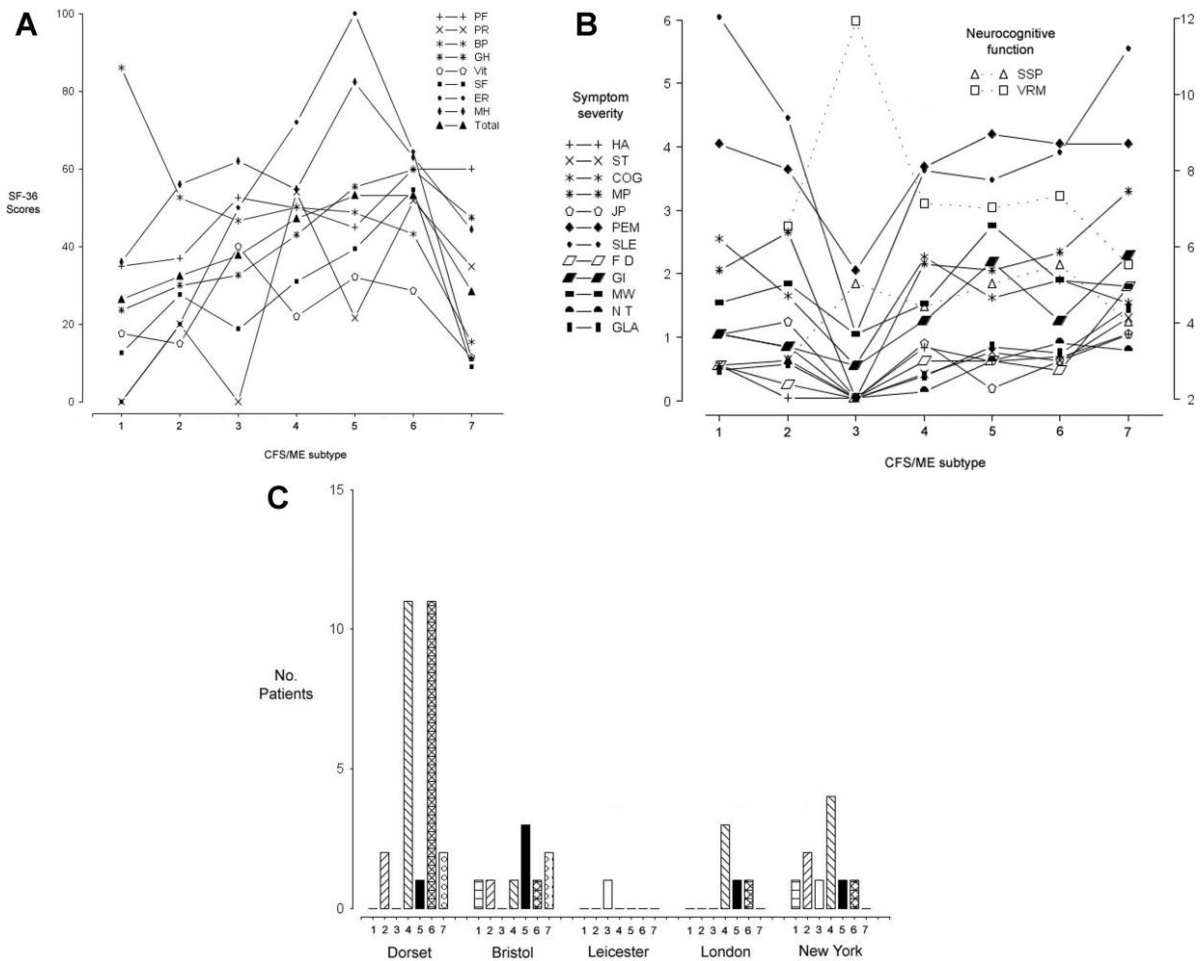 A
100
80
60
40
20
0
SF-36
Scores
PF
PR
BP
GH
Vit
SF
ER
MH
Total
1 2 3 4 5 6 7
CFS/ME subtype
B
6
5
4
3
2
1
0
Symptom
severity
HA
ST
COG
MP
JP
PEM
SLE
F D
GI
MW
N T
GLA
Neurocognitive
function
SSP
VRM
12
10
8
6
4
2
1 2 3 4 5 6 7
CFS/ME subtype
C
15
10
5
0
No.
Patients
1 2 3 4 5 6 7 1 2 3 4 5 6 7 1 2 3 4 5 6 7 1 2 3 4 5 6 7 1 2 3 4 5 6 7
Dorset Bristol Leicester London New York